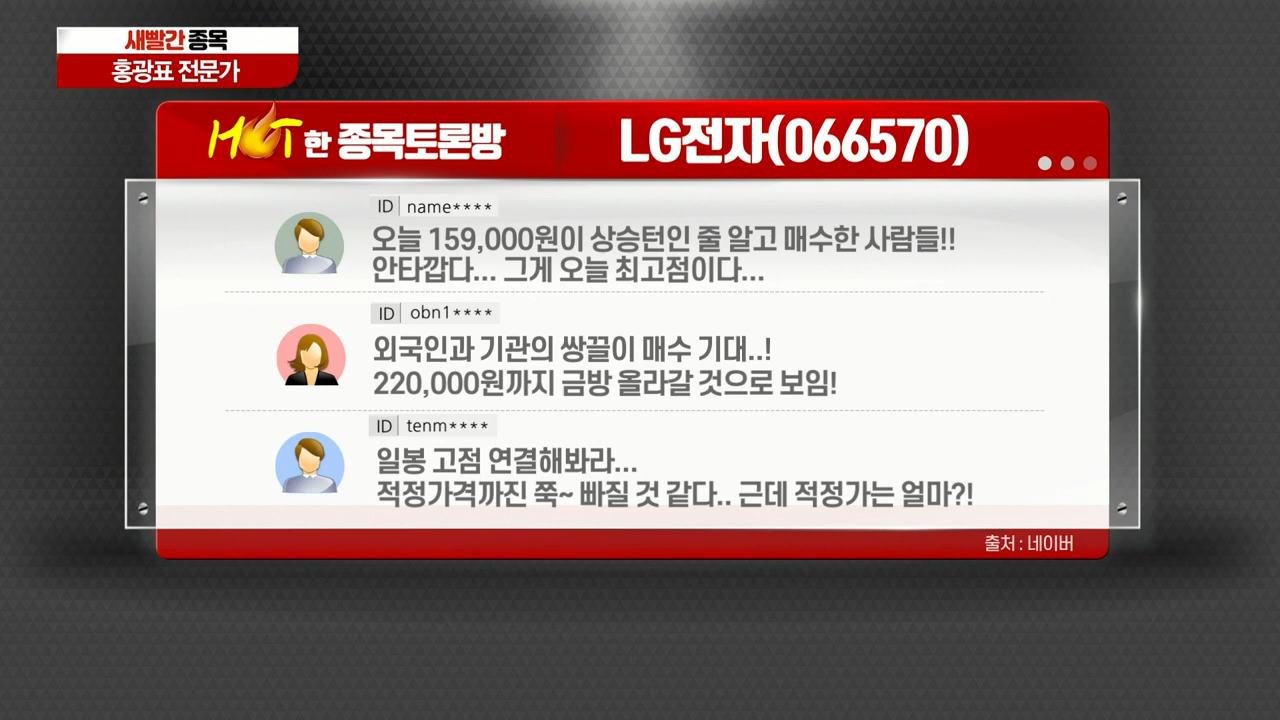 새빨간 종목
홍광표 전문가
HOT한 종목토론방
LG전자(066570)
ID name****
오늘 159,000원이 상승턴인 줄 알고 매수한 사람들!!
안타깝다... 그게 오늘 최고점이다...
ID obn1****
외국인과 기관의 쌍끌이 매수 기대..!
220,000원까지 금방 올라갈 것으로 보임!
ID tenm****
일봉 고점 연결해봐라...
적정가격까진 쭉~ 빠질 것 같다.. 근데 적정가는 얼마?!
출처 : 네이버